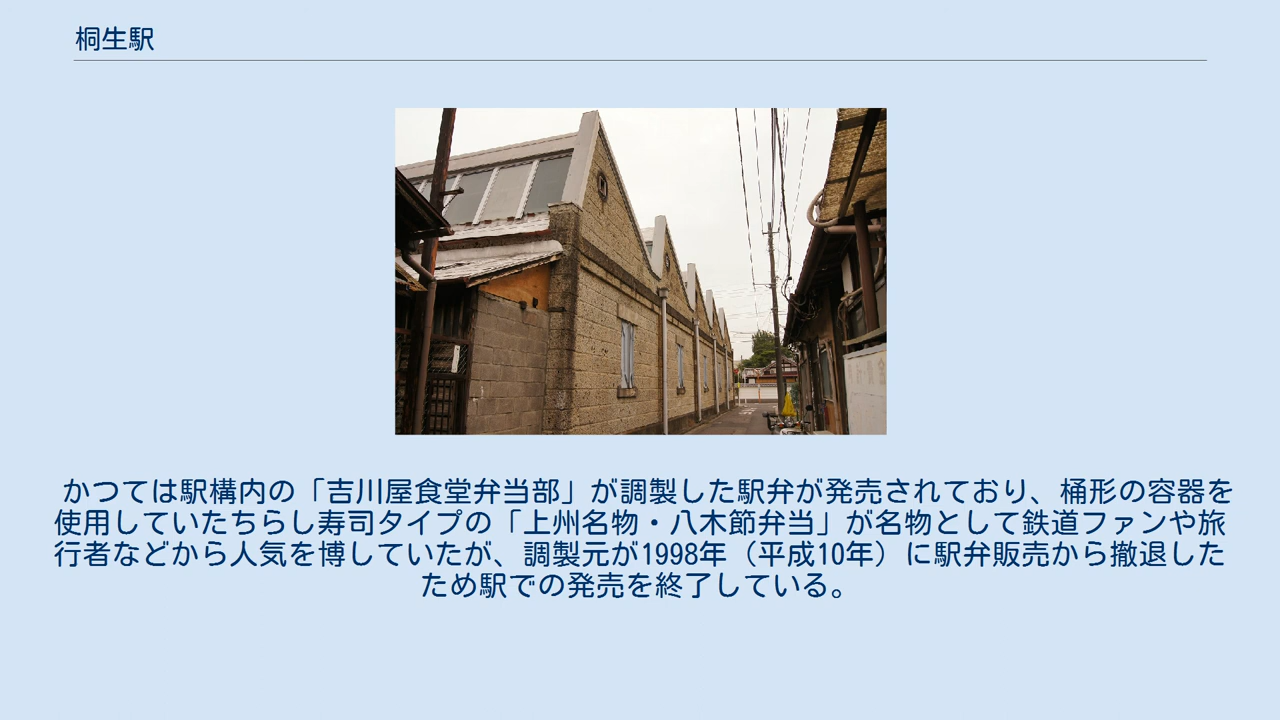 桐生駅
かつては駅構内の「吉川屋食堂弁当部」が調製した駅弁が発売されており、桶形の容器を
使用していたちらし寿司タイプの「上州名物・八木節弁当」が名物として鉄道ファンや旅
行者などから人気を博していたが、調製元が1998年（平成10年）に駅弁販売から撤退した
ため駅での発売を終了している。